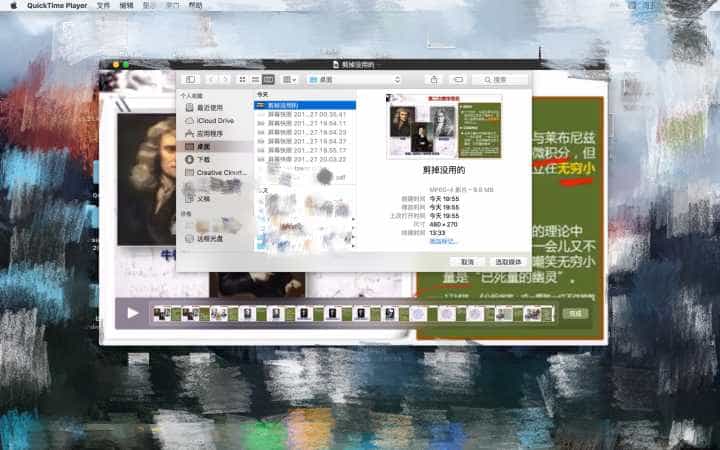 QuickTime Player 文件 编辑 显示 窗口 帮助
剪掉没用的
桌面
搜索
个人收藏
最近使用
iCloud Drive
应用程序
桌面
下载
Creative Cloud…
文稿
远程光盘
今天
剪掉没用的
屏幕快照 201…27 00.35.41
屏幕快照 201…27 19.54.11
屏幕快照 201…27 19.54.23
屏幕快照 201…27 19.54.37
屏幕快照 201…27 19.55.17
屏幕快照 201…27 20.03.22
.pdf
剪掉没用的
MPEG-4 影片 - 9.8 MB
创建时间 今天 19:55
修改时间 今天 19:55
上次打开时间 今天 19:55
尺寸 480 × 270
持续时间 13:33
添加标记…
取消
选取媒体
与莱布尼兹
微积分，但
立在无穷小
的理论中
一会儿又不
嘲笑无穷小
量是“已死量的幽灵”。
完成